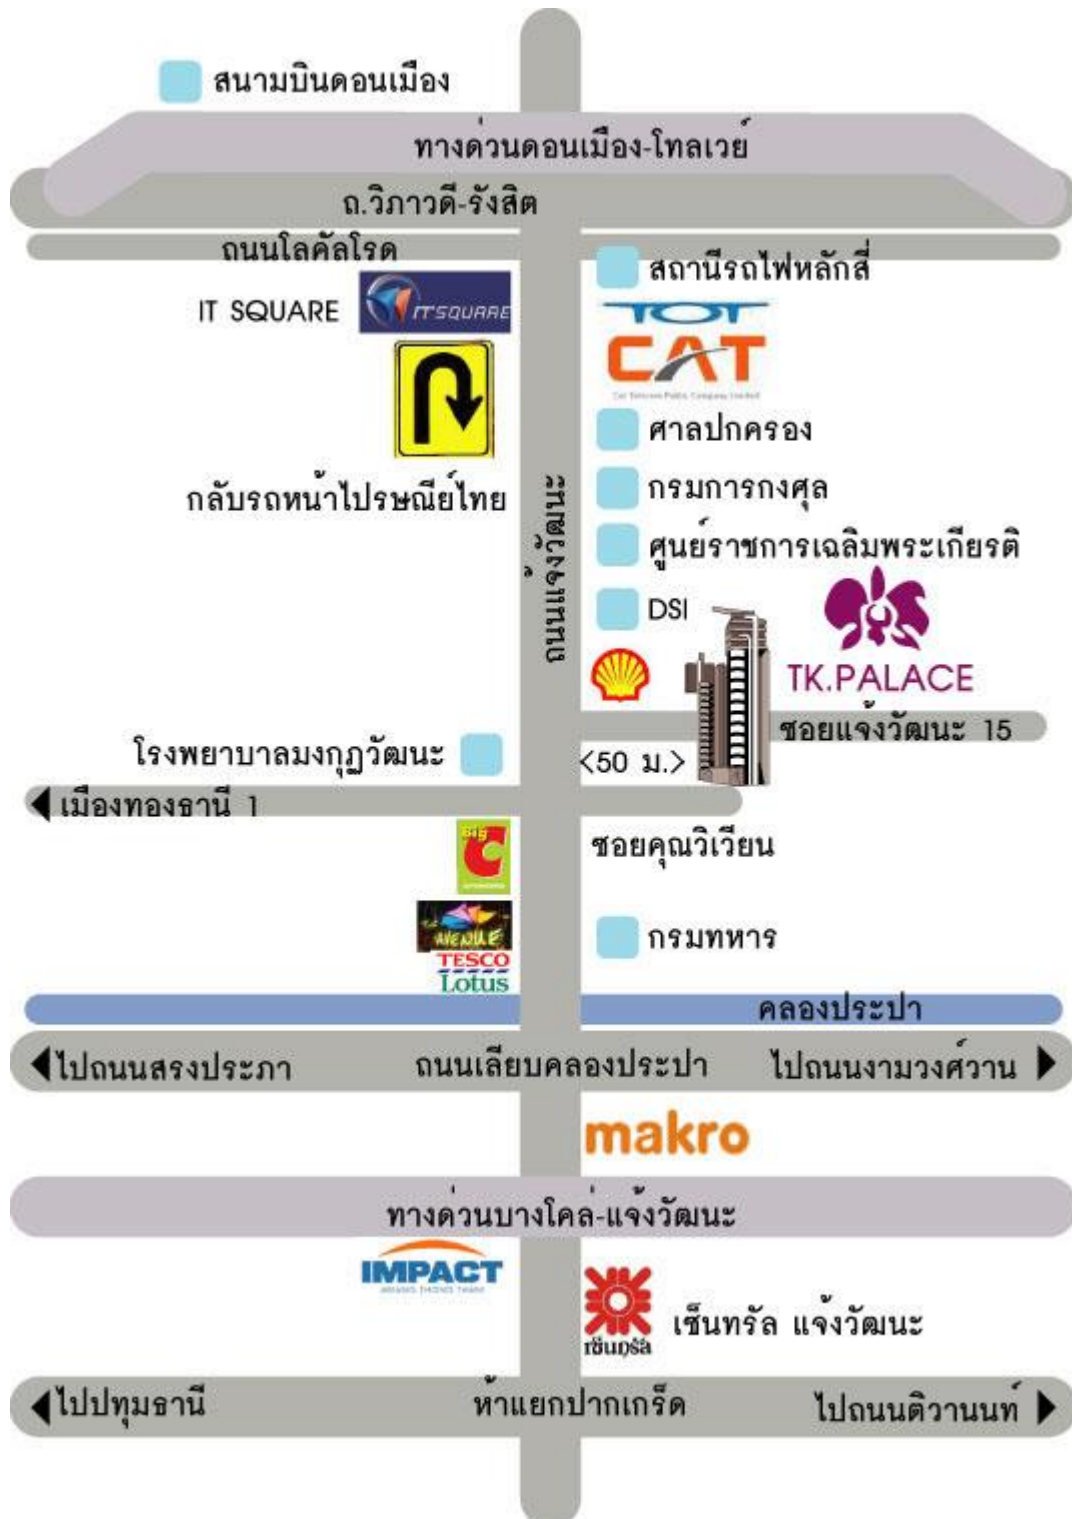 สนามบินดอนเมือง
ทางด่วนดอนเมือง-โทลเวย์
ถ.วิภาวดี-รังสิต
ถนนโลคัลโรด
สถานีรถไฟหลักสี่
IT SQUARE
ITSQUARE
TOT
CAT
Cat Telecom Public Company Limited
ศาลปกครอง
กรมการกงศุล
กลับรถหน้าไปรษณีย์ไทย
ถนนแจ้งวัฒนะ
ศูนย์ราชการเฉลิมพระเกียรติ
DSI
TK.PALACE
ซอยแจ้งวัฒนะ 15
โรงพยาบาลมงกุฎวัฒนะ
<50 ม.>
เมืองทองธานี 1
Big C
ซอยคุณวิเวียน
AVENUE
กรมทหาร
TESCO
Lotus
คลองประปา
ไปถนนสรงประภา
ถนนเลียบคลองประปา
ไปถนนงามวงศ์วาน
makro
ทางด่วนบางโคล่-แจ้งวัฒนะ
IMPACT
MUANG THONG THANI
เซ็นทรัล แจ้งวัฒนะ
เซ็นทรัล
ไปปทุมธานี
ห้าแยกปากเกร็ด
ไปถนนติวานนท์